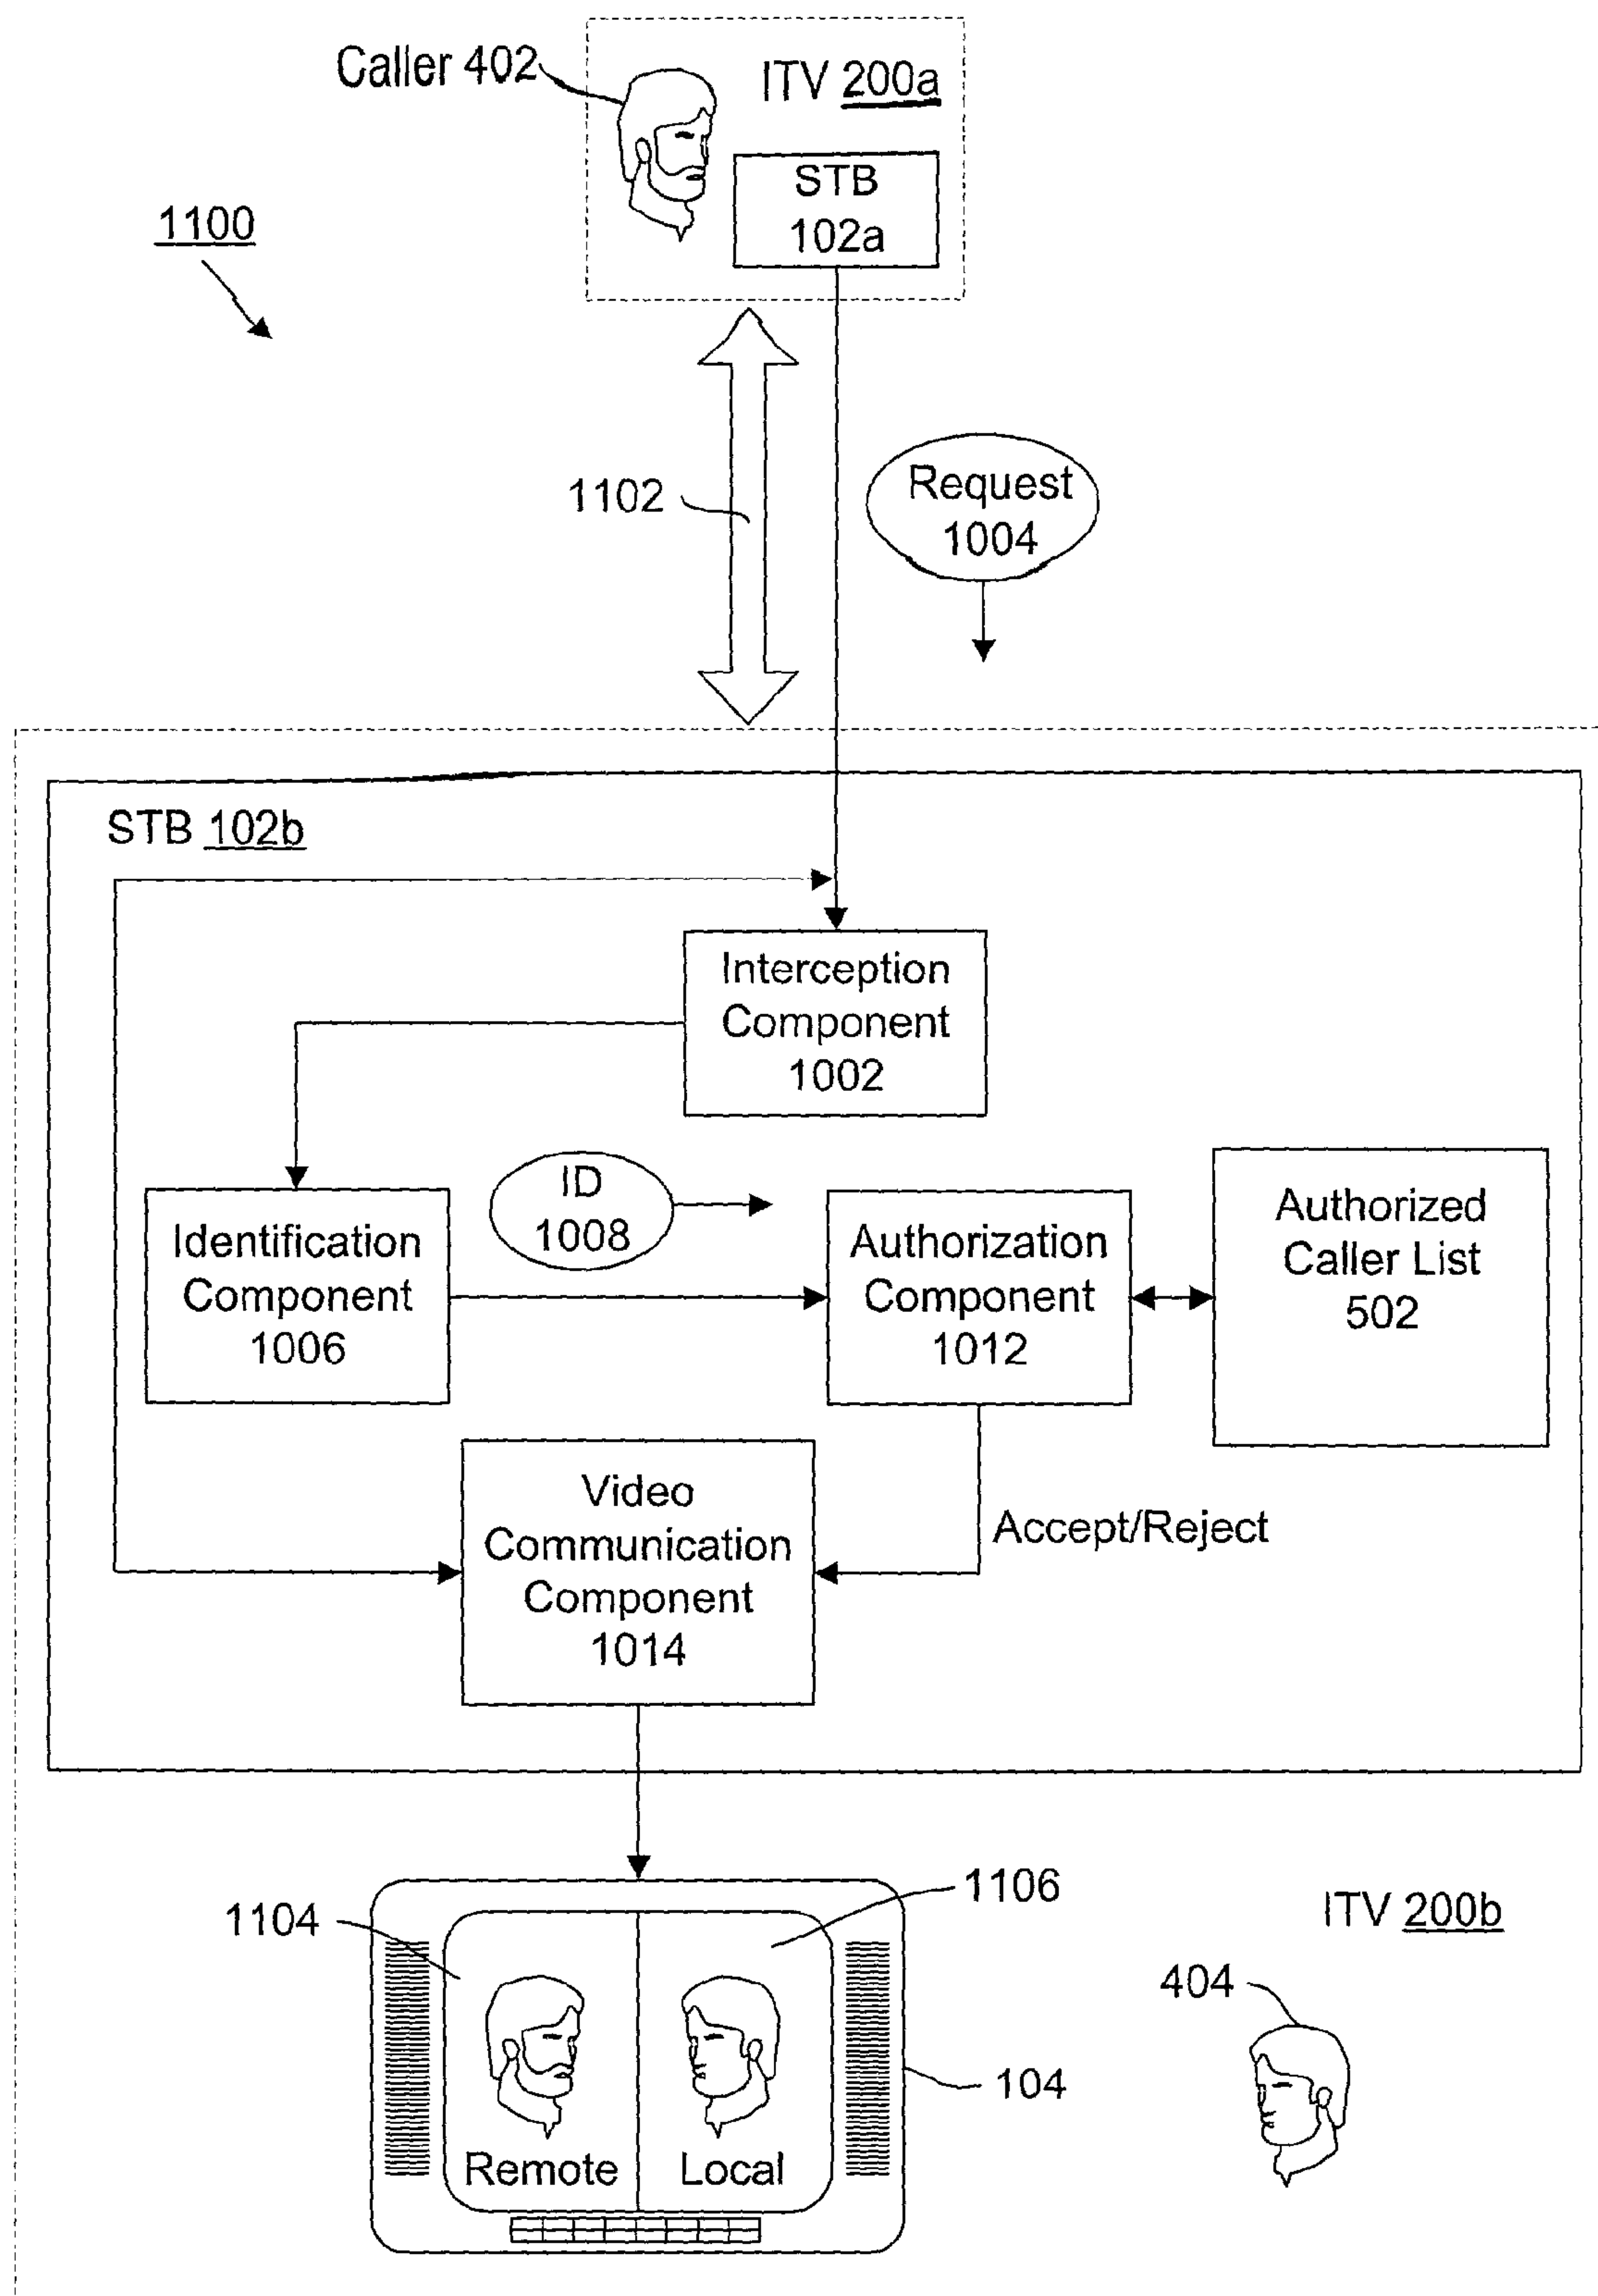 Caller 402
ITV 200a
STB
102a
1100
1102
Request
1004
STB 102b
Interception
Component
1002
ID
1008
Identification
Component
1006
Authorization
Component
1012
Authorized
Caller List
502
Video
Communication
Component
1014
Accept/Reject
1104
1106
ITV 200b
404
104
Remote
Local